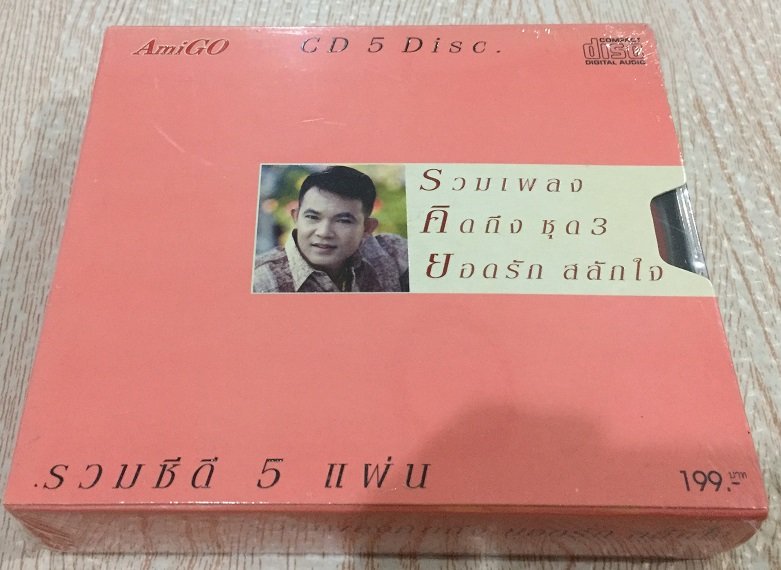 AmiGO
CD 5 Disc.
COMPACT
disc
DIGITAL AUDIO
รวมเพลง
คิดถึง ชุด 3
ยอดรัก สลักใจ
.รวมซีดี 5 แผ่น
199.- บาท